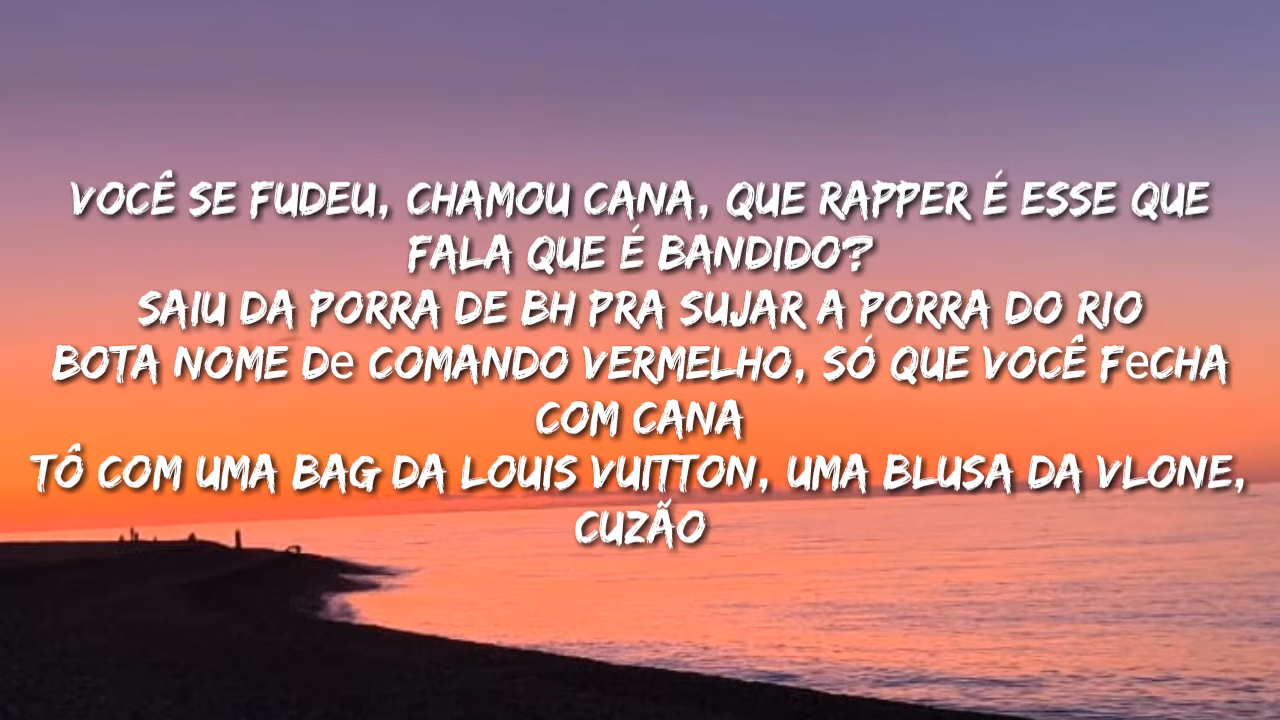 VOCÊ SE FUDEU, CHAMOU CANA, QUE RAPPER É ESSE QUE
FALA QUE É BANDIDO?
SAIU DA PORRA DE BH PRA SUJAR A PORRA DO RIO
BOTA NOME De COMANDO VERMELHO, SÓ QUE VOCÊ FeCHA
COM CANA
TÔ COM UMA BAG DA LOUIS VUITTON, UMA BLUSA DA VLONE,
CUZÃO